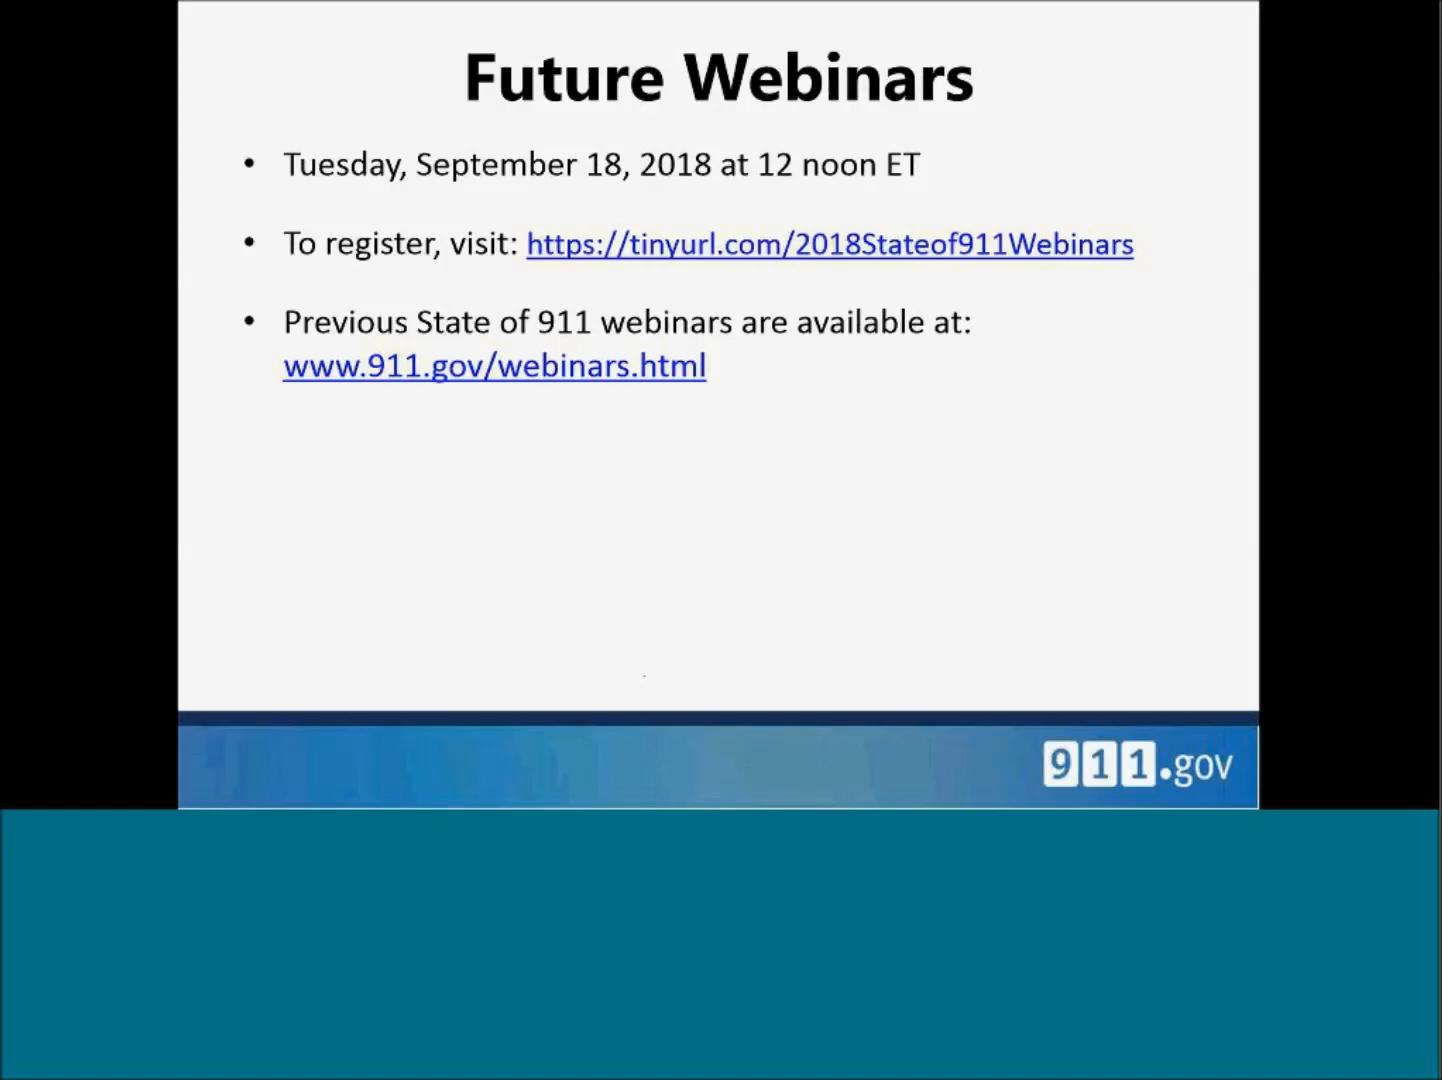 Future Webinars
• Tuesday, September 18, 2018 at 12 noon ET
• To register, visit: https://tinyurl.com/2018Stateof911Webinars
• Previous State of 911 webinars are available at:
www.911.gov/webinars.html
911.gov